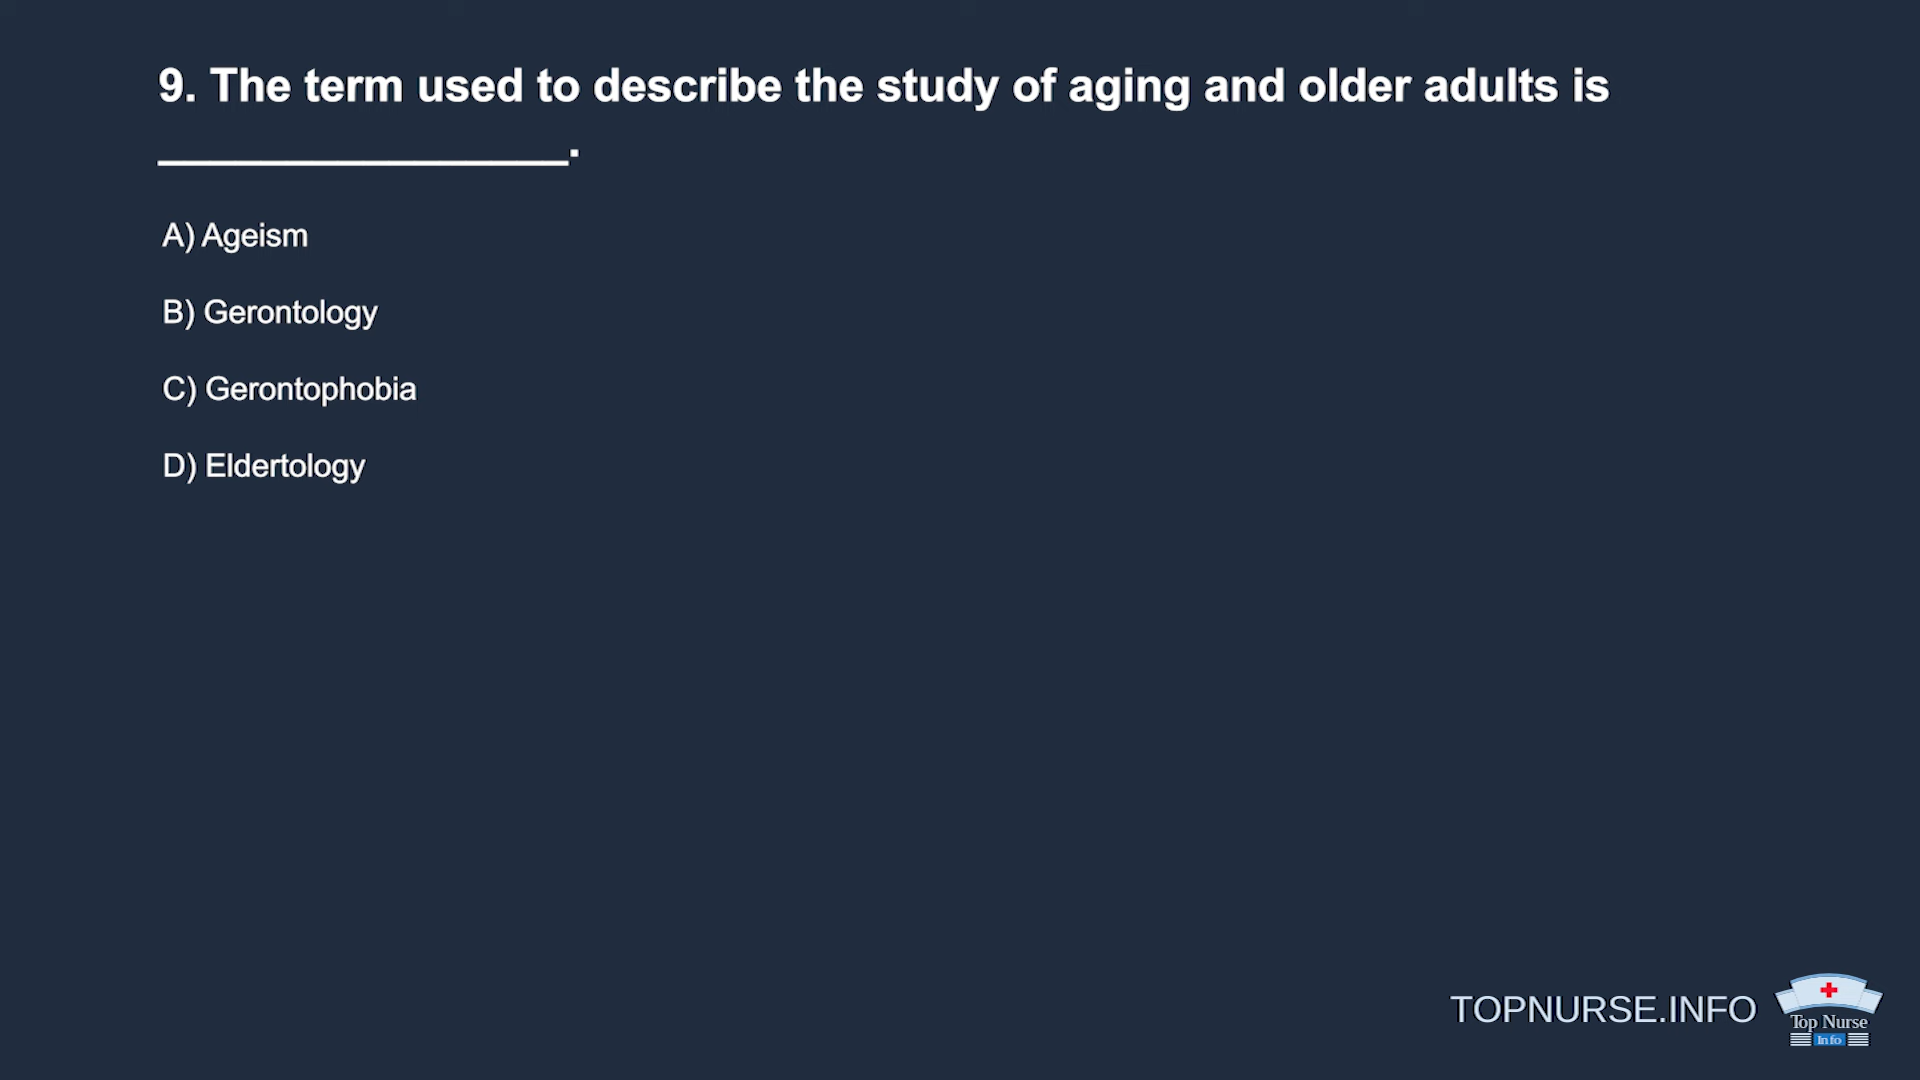 9. The term used to describe the study of aging and older adults is
________________.
A) Ageism
B) Gerontology
C) Gerontophobia
D) Eldertology
TOPNURSE.INFO
Top Nurse
Info